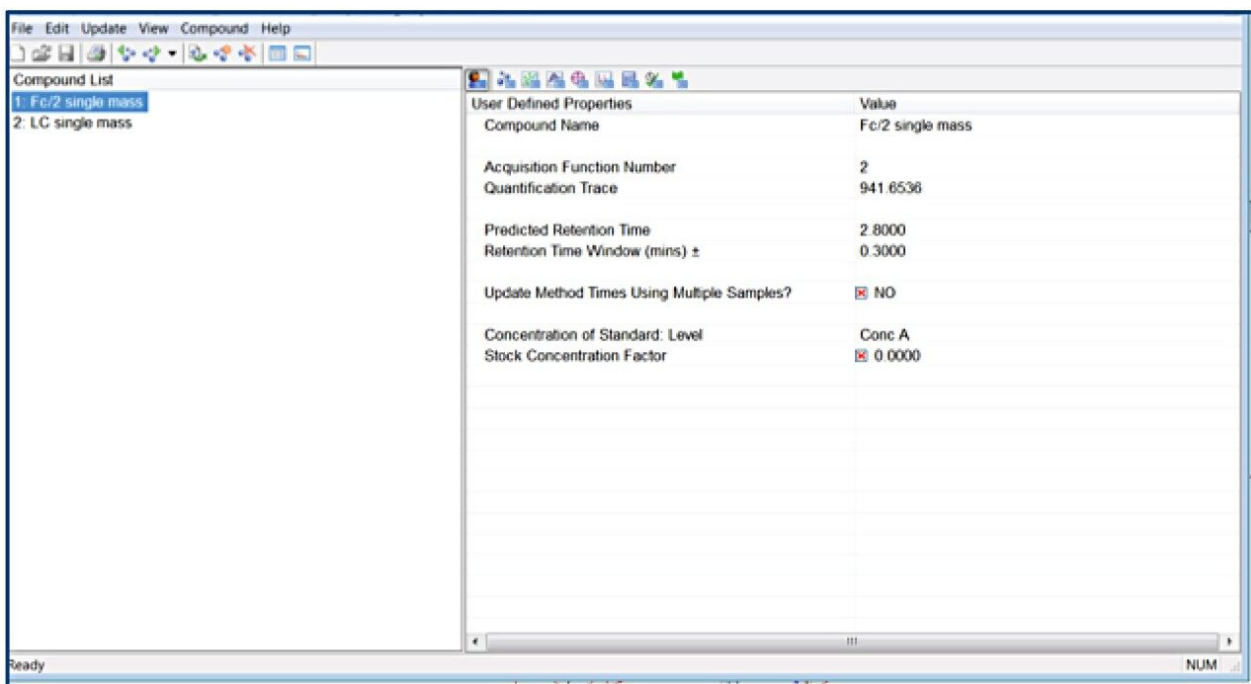 File Edit Update View Compound Help
Compound List
1: Fc/2 single mass
2: LC single mass
User Defined Properties Value
Compound Name Fc/2 single mass
Acquisition Function Number 2
Quantification Trace 941.6536
Predicted Retention Time 2.8000
Retention Time Window (mins) ± 0.3000
Update Method Times Using Multiple Samples? NO
Concentration of Standard: Level Conc A
Stock Concentration Factor 0.0000
Ready NUM